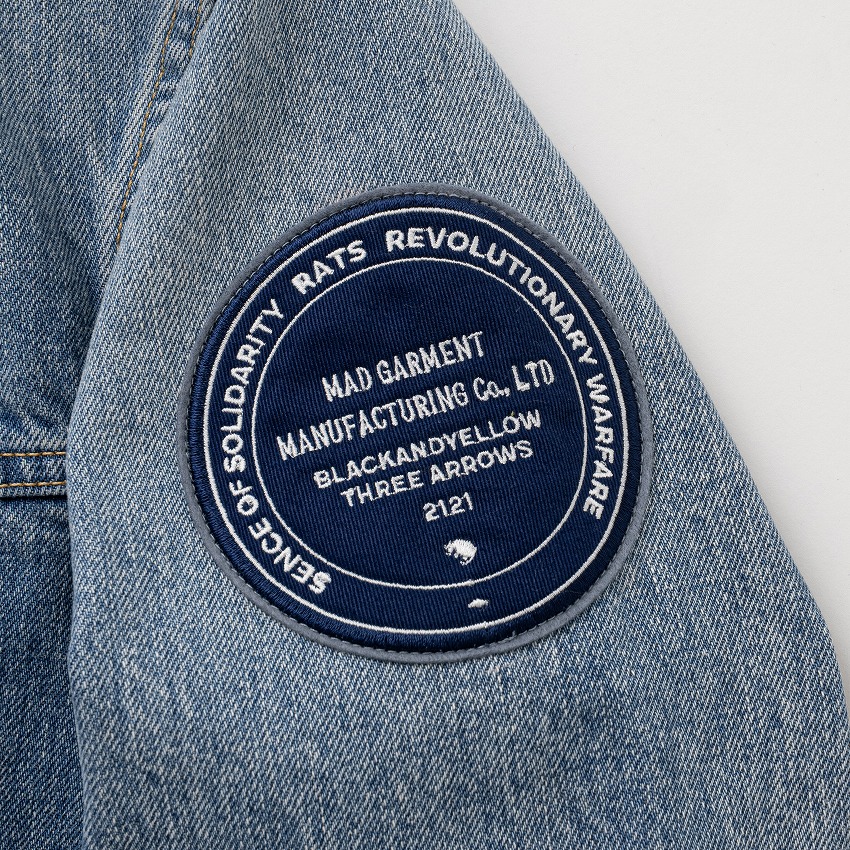 SENCE OF SOLIDARITY RATS REVOLUTIONARY WARFARE
MAD GARMENT
MANUFACTURING Co., LTD
BLACKANDYELLOW
THREE ARROWS
2121